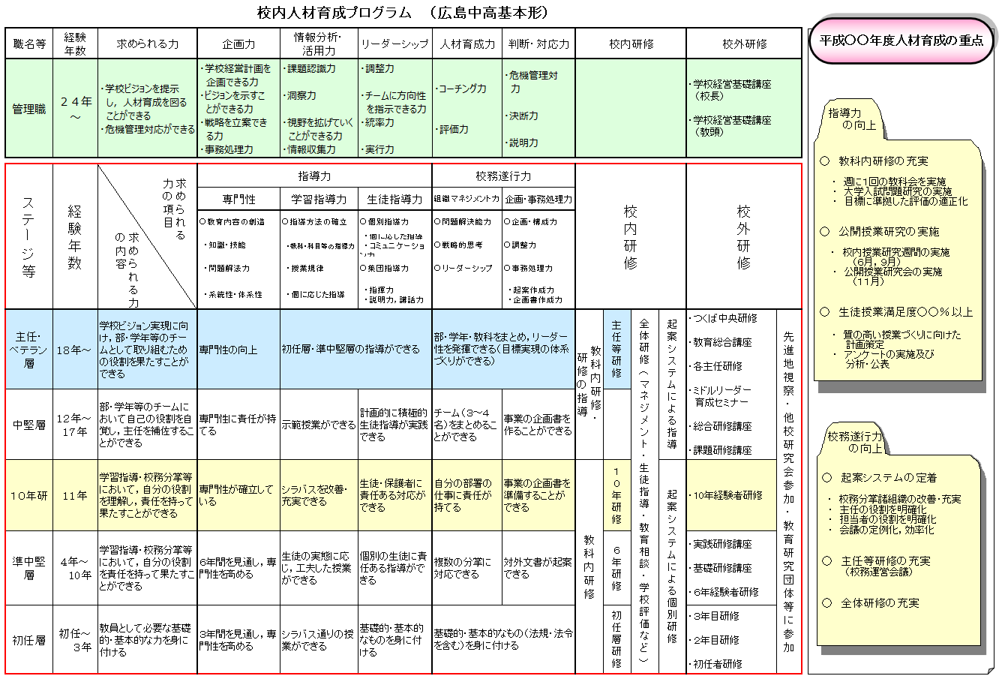 校内人材育成プログラム　（広島中高基本形）
職名等
経験
年数
求められる力
企画力
情報分析・
活用力
リーダーシップ
人材育成力
判断・対応力
校内研修
校外研修
管理職
２４年
～
・学校ビジョンを提示
し，人材育成を図る
ことができる
・危機管理対応ができる
・学校経営計画を
企画できる力
・ビジョンを示すこ
とができる力
・戦略を立案でき
る力
・事務処理力
・課題認識力
・洞察力
・視野を拡げていく
ことができる力
・情報収集力
・調整力
・チームに方向性
を指示できる力
・統率力
・実行力
・コーチング力
・評価力
・危機管理対
力
・決断力
・説明力
・学校経営基礎講座
（校長）
・学校経営基礎講座
（教頭）
ステージ等
経験年数
求められる
力の項目
求められる力
の内容
指導力
校務遂行力
専門性
学習指導力
生徒指導力
組織マネジメント力
企画・事務処理力
校内研修
校外研修
○教育内容の創造
・知識・技能
・問題解法力
・系統性・体系性
○指導方法の確立
・教科・科目等の指導力
・授業規律
・個に応じた指導
○個別指導力
・個に応じた指導
・コミュニケーショ
ン力
○集団指導力
・指揮力
・説明力，講話力
○問題解決能力
○戦略的思考
○リーダーシップ
○企画・構成力
○調整力
○事務処理力
・起案作成力
・企画書作成力
主任・
ベテラン
層
18年～
学校ビジョン実現に向
け，部・学年等のチー
ムとして取り組むため
の役割を果たすことが
できる
専門性の向上
初任層・準中堅層の指導ができる
部・学年・教科をまとめ，リーダー
性を発揮できる（目標実現の体系
づくりができる）
中堅層
12年～
17年
部・学年等のチームに
おいて自己の役割を自
覚し，主任を補佐するこ
とができる
専門性に責任が持
てる
示範授業ができる
計画的に積極的
生徒指導が実践
できる
チーム（３～４
名）をまとめるこ
とができる
事業の企画書を
作ることができる
１０年研
11年
学習指導・校務分掌等
において，自分の役割
を理解し，責任を持って
果たすことができる
専門性が確立して
いる
シラバスを改善・
充実できる
生徒・保護者に
責任ある対応が
できる
自分の部署の
仕事に責任が
持てる
事業の企画書を
準備することが
できる
準中堅
層
4年～
10年
学習指導・校務分掌等
において，自分の役割
を責任を持って果たすこ
とができる
6年間を見通し，専
門性を高める
生徒の実態に応
じ，工夫した授業
ができる
個別の生徒に責
任ある指導がで
きる
複数の分掌に
対応できる
対外文書が起案
できる
初任層
初任～
3年
教員として必要な基礎
的・基本的な力を身に
付ける
3年間を見通し，専
門性を高める
シラバス通りの授
業ができる
基礎的・基本的
なものを身に付
ける
基礎的・基本的なもの（法規・法令
を含む）を身に付ける
教科内研修・
研修の指導
教科内研修
主任等研修
１０年研修
６年研修
初任層研修
全体研修（マネジメント・生徒指導・教育相談・学校評価など）
起案システムによる指導
起案システムによる個別研修
・つくば中央研修
・教育総合講座
・各主任研修
・ミドルリーダー
育成セミナー
・総合研修講座
・課題研修講座
・10年経験者研修
・実践研修講座
・基礎研修講座
・6年経験者研修
・3年目研修
・2年目研修
・初任者研修
先進地視察・他校研究会参加・教育研究団体等に参加
平成〇〇年度人材育成の重点
指導力
の向上
○　教科内研修の充実
・　週に１回の教科会を実施
・　大学入試問題研究の実施
・　目標に準拠した評価の適正化
○　公開授業研究の実施
・　校内授業研究週間の実施
（6月，9月）
・　公開授業研究会の実施
（11月）
○　生徒授業満足度〇〇％以上
・　質の高い授業づくりに向けた
計画策定
・　アンケートの実施及び
分析・公表
校務遂行力
の向上
○　起案システムの定着
・　校務分掌諸組織の改善・充実
・　主任の役割を明確化
・　担当者の役割を明確化
・　会議の定例化，効率化
○　主任等研修の充実
（校務運営会議）
○　全体研修の充実